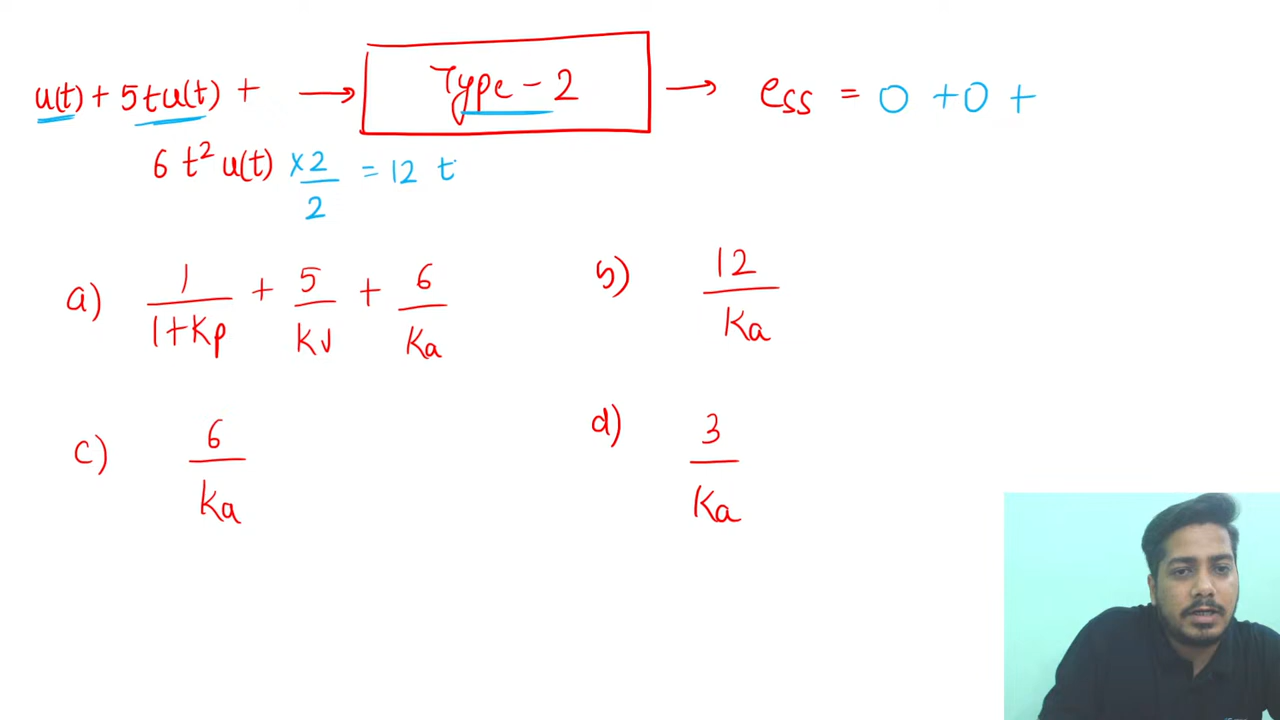 u(t) + 5tu(t) + → Type - 2 → ess = 0 + 0 +
6 t² u(t) × 2/2 = 12 t
a) 1/(1+Kp) + 5/Kv + 6/Ka
b) 12/Ka
c) 6/Ka
d) 3/Ka